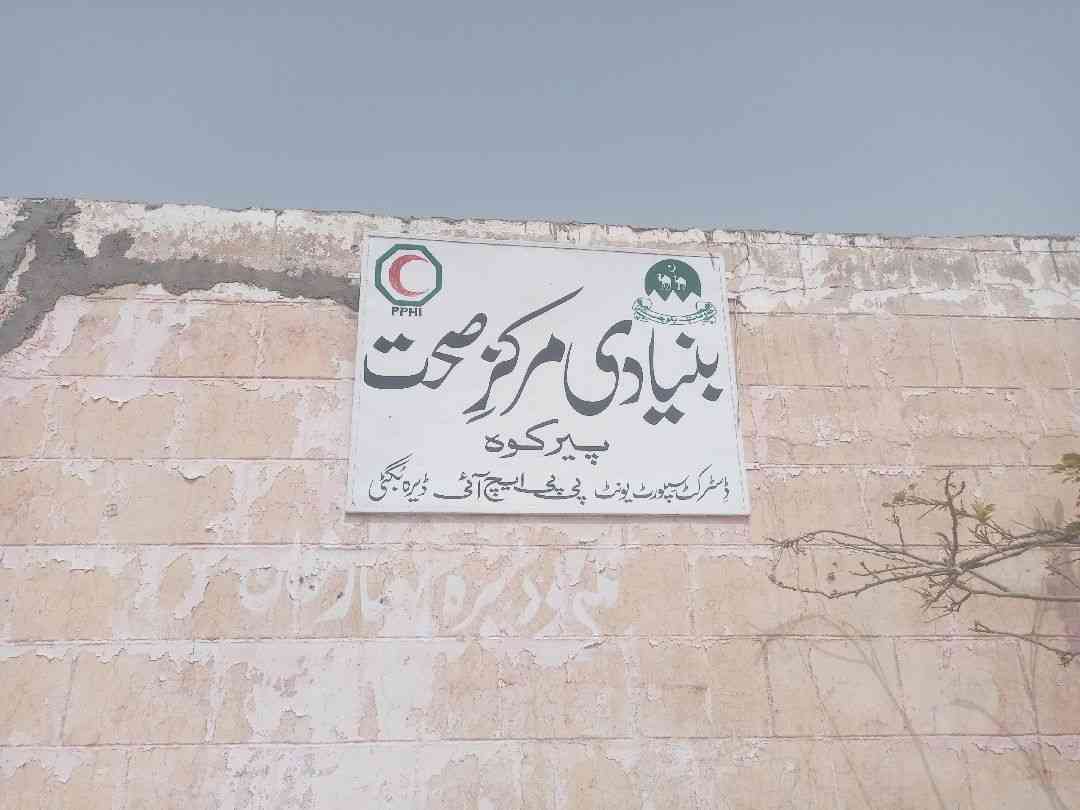 PPHI
بنیادی مرکزِ صحت
پیرکوہ
ڈسٹرکٹ سپورٹ یونٹ پی پی ایچ آئی ڈیرہ بگٹی